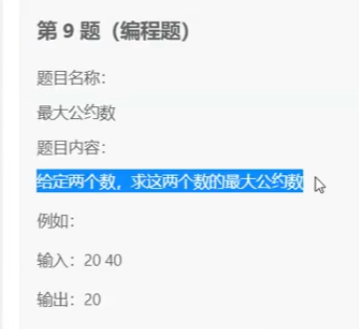 第 9 题（编程题）
题目名称：
最大公约数
题目内容：
给定两个数，求这两个数的最大公约数
例如：
输入：20 40
输出：20